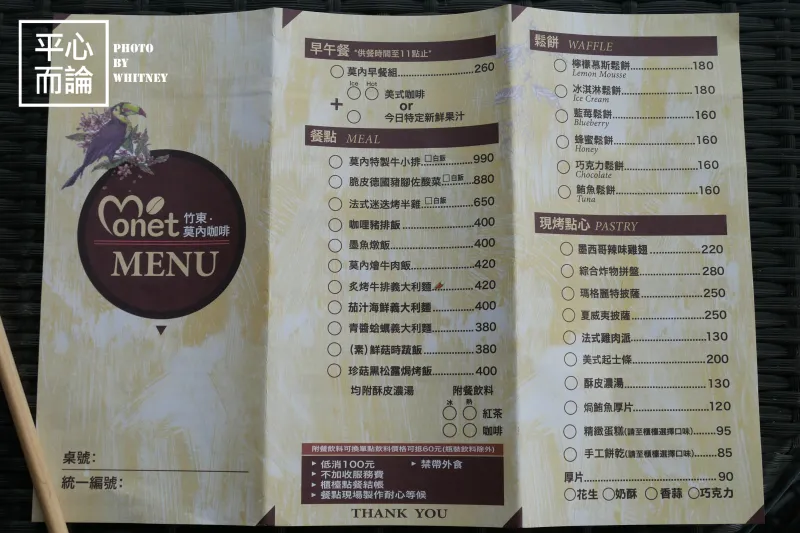 平心
而論
PHOTO
BY
WHITNEY
Monet 竹東·
莫內咖啡
MENU
桌號:
統一編號:
早午餐 "供餐時間至11點止"
莫內早餐組 260
Ice Hot
美式咖啡
+ or
今日特定新鮮果汁
餐點 MEAL
莫內特製牛小排 □白飯 990
脆皮德國豬腳佐酸菜 □白飯 880
法式迷迭烤半雞 □白飯 650
咖哩豬排飯 400
墨魚燉飯 400
莫內燴牛肉飯 420
炙烤牛排義大利麵 420
茄汁海鮮義大利麵 400
青醬蛤蠣義大利麵 380
(素)鮮菇時蔬飯 380
珍菇黑松露焗烤飯 400
均附酥皮濃湯 附餐飲料
冰 熱
紅茶
咖啡
附餐飲料可換單點飲料價格可抵60元(瓶裝飲料除外)
▸ 低消100元 ▸ 禁帶外食
▸ 不加收服務費
▸ 櫃檯點餐結帳
▸ 餐點現場製作耐心等候
THANK YOU
鬆餅 WAFFLE
檸檬慕斯鬆餅 180
Lemon Mousse
冰淇淋鬆餅 180
Ice Cream
藍莓鬆餅 160
Blueberry
蜂蜜鬆餅 160
Honey
巧克力鬆餅 160
Chocolate
鮪魚鬆餅 160
Tuna
現烤點心 PASTRY
墨西哥辣味雞翅 220
綜合炸物拼盤 280
瑪格麗特披薩 250
夏威夷披薩 250
法式雞肉派 130
美式起士條 200
酥皮濃湯 130
焗鮪魚厚片 120
精緻蛋糕(請至櫃檯選擇口味) 95
手工餅乾(請至櫃檯選擇口味) 85
厚片 90
○花生 ○奶酥 ○香蒜 ○巧克力